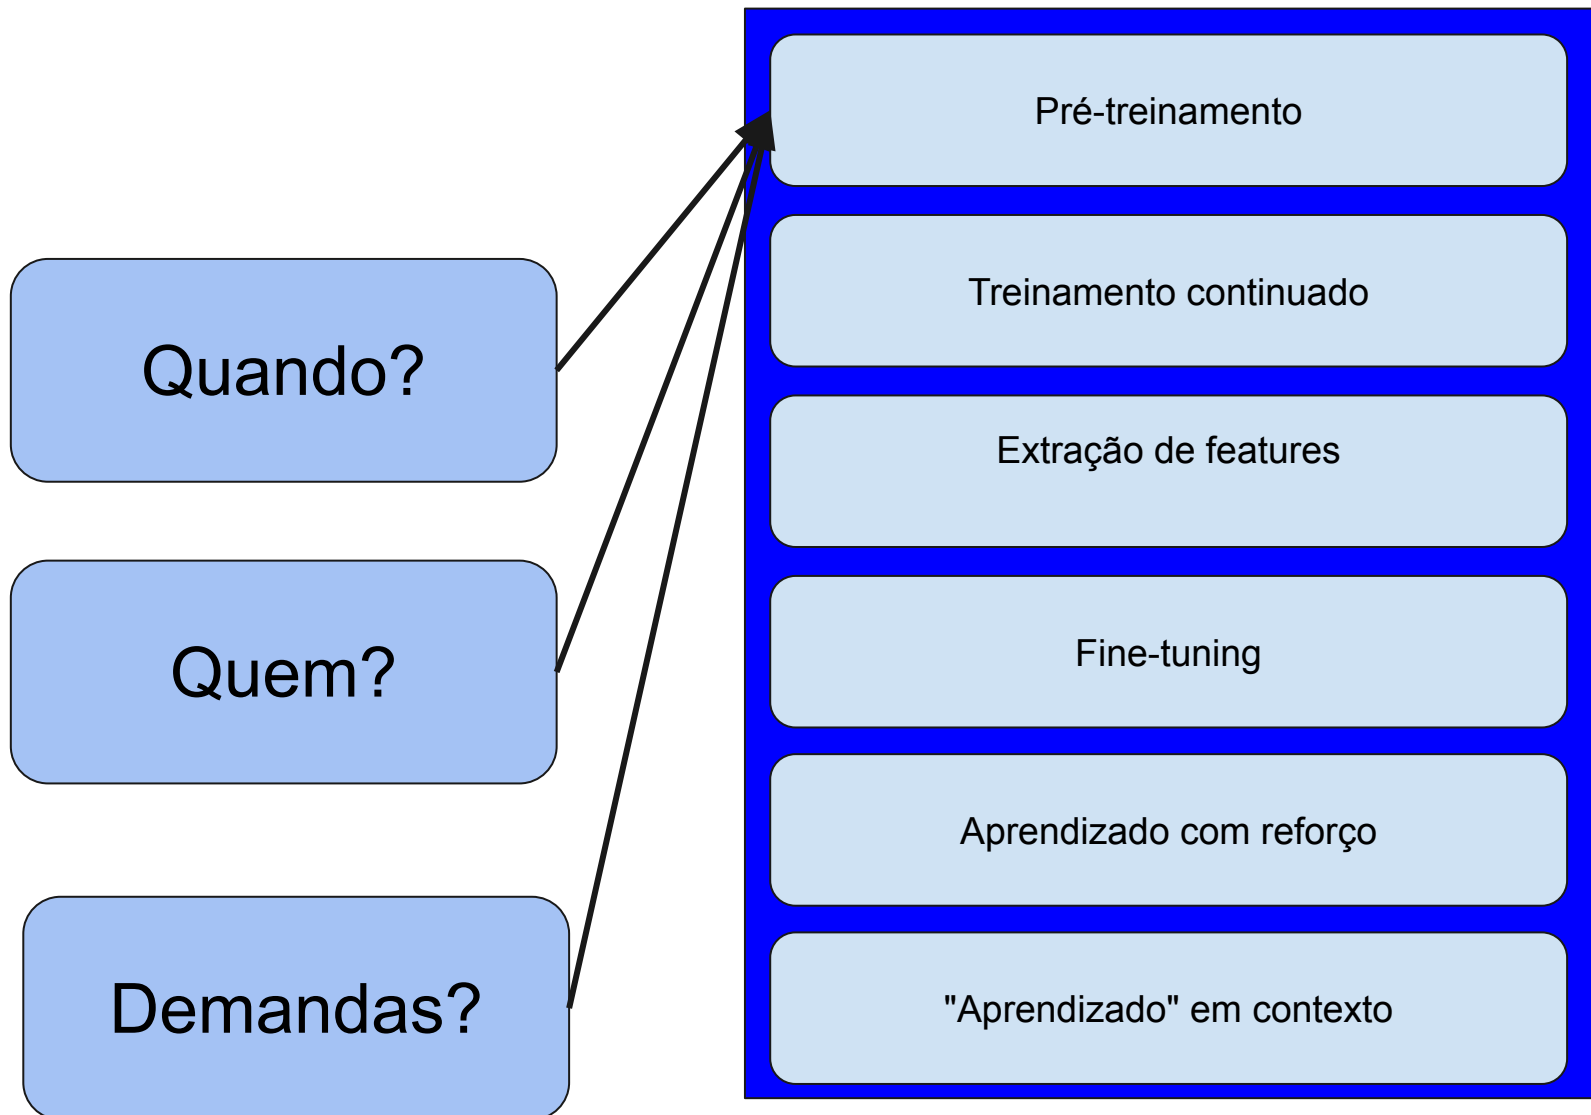 Quando?
Quem?
Demandas?
Pré-treinamento
Treinamento continuado
Extração de features
Fine-tuning
Aprendizado com reforço
"Aprendizado" em contexto